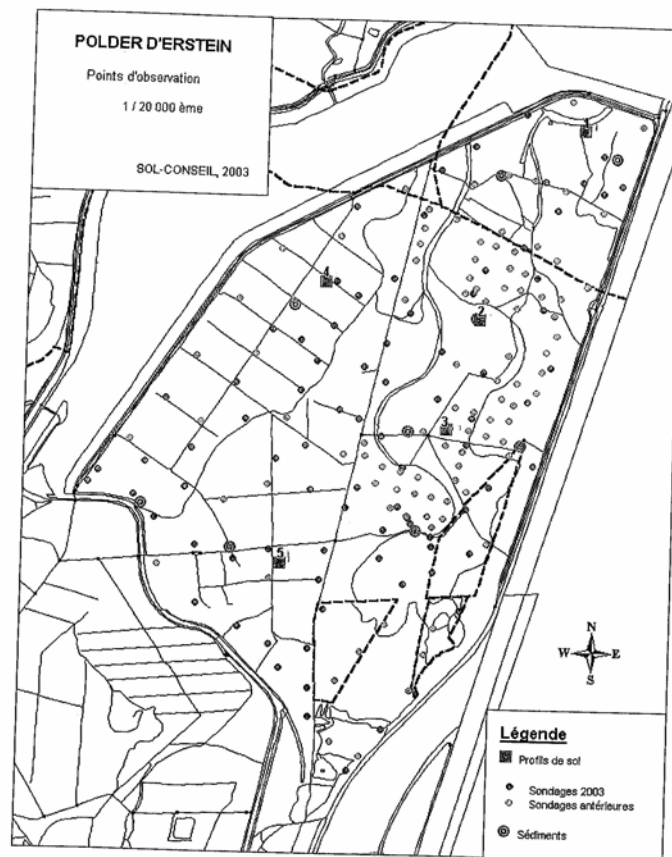 POLDER D'ERSTEIN
Points d'observation
1 / 20 000 ème
SOL-CONSEIL, 2003
1
4
2
3
5
N
W E
S
Légende
Profils de sol
Sondages 2003
Sondages antérieures
Sédiments